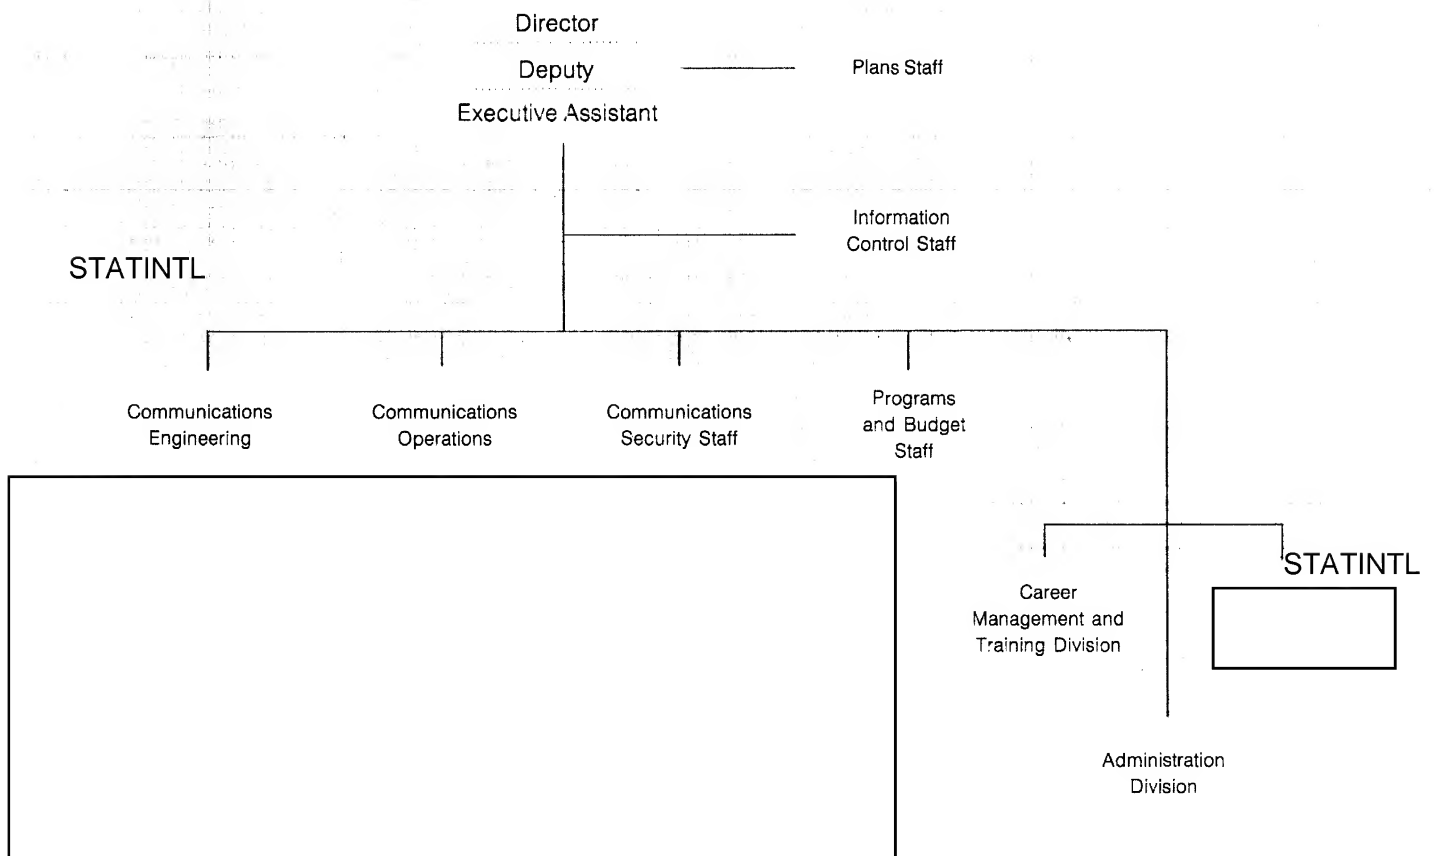 Director
Deputy
Plans Staff
Executive Assistant
Information
Control Staff
STATINTL
Communications
Engineering
Communications
Operations
Communications
Security Staff
Programs
and Budget
Staff
STATINTL
Career
Management and
Training Division
Administration
Division